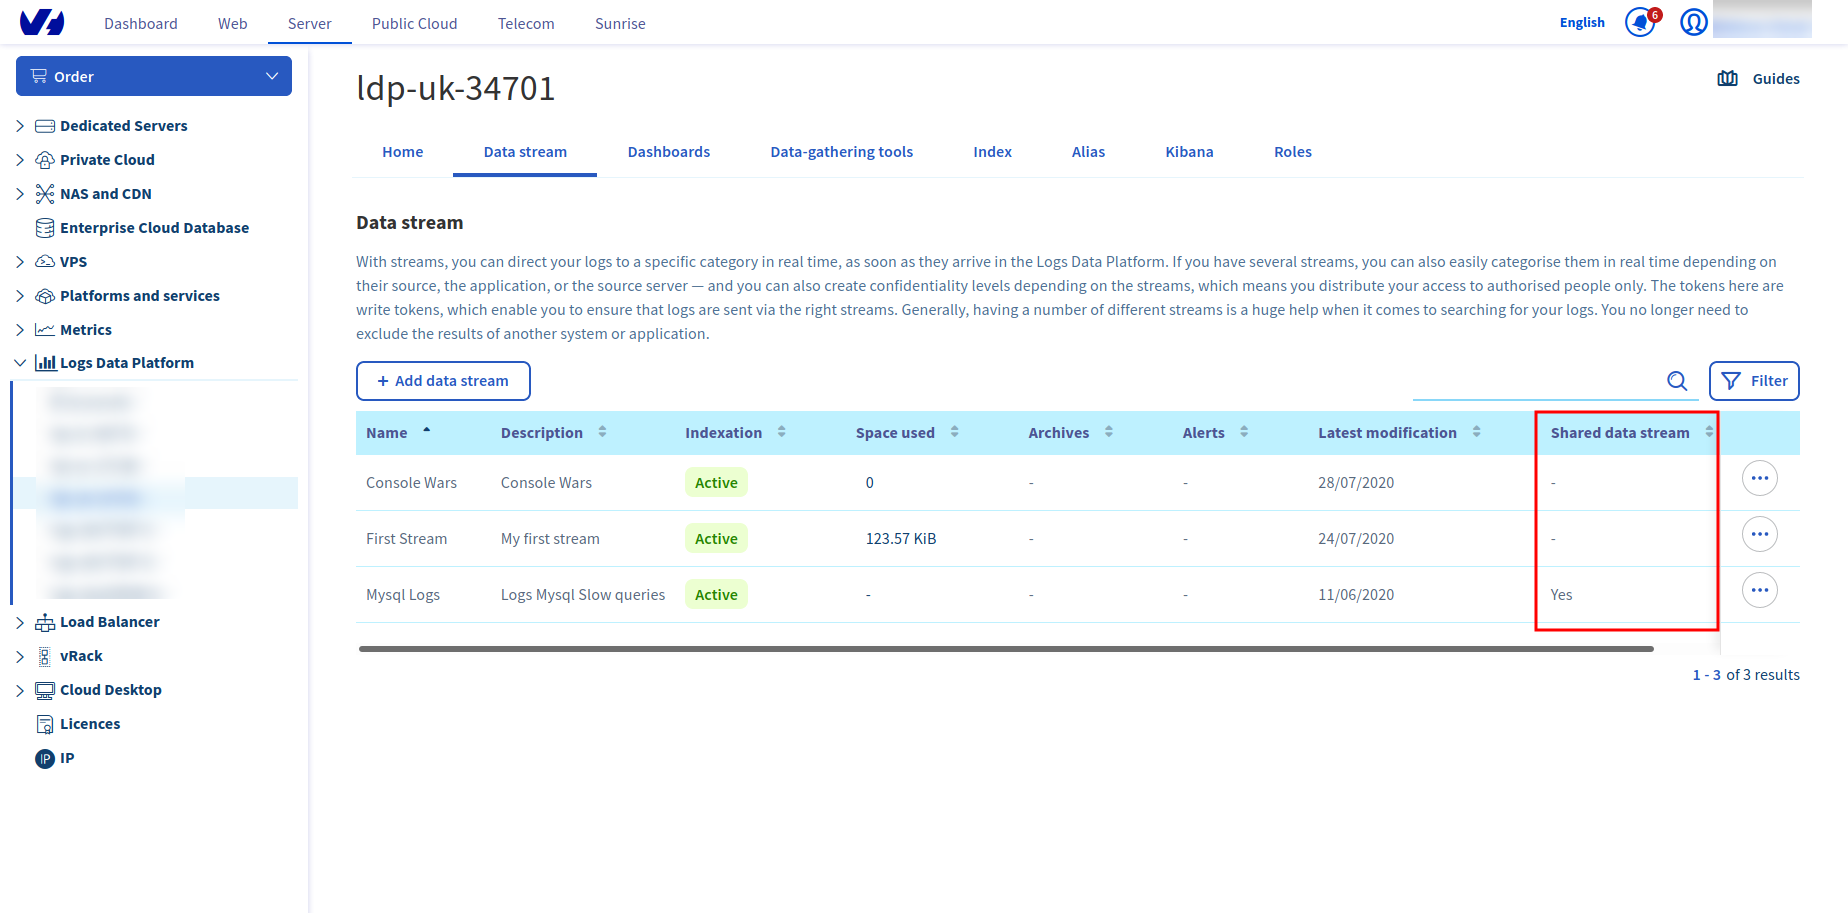 Dashboard Web Server Public Cloud Telecom Sunrise English 6
Order
Dedicated Servers
Private Cloud
NAS and CDN
Enterprise Cloud Database
VPS
Platforms and services
Metrics
Logs Data Platform
Load Balancer
vRack
Cloud Desktop
Licences
IP IP
ldp-uk-34701
Guides
Home Data stream Dashboards Data-gathering tools Index Alias Kibana Roles
Data stream
With streams, you can direct your logs to a specific category in real time, as soon as they arrive in the Logs Data Platform. If you have several streams, you can also easily categorise them in real time depending on
their source, the application, or the source server — and you can also create confidentiality levels depending on the streams, which means you distribute your access to authorised people only. The tokens here are
write tokens, which enable you to ensure that logs are sent via the right streams. Generally, having a number of different streams is a huge help when it comes to searching for your logs. You no longer need to
exclude the results of another system or application.
+ Add data stream Filter
Name Description Indexation Space used Archives Alerts Latest modification Shared data stream
Console Wars Console Wars Active 0 - - 28/07/2020 - ...
First Stream My first stream Active 123.57 KiB - - 24/07/2020 - ...
Mysql Logs Logs Mysql Slow queries Active - - - 11/06/2020 Yes ...
1 - 3 of 3 results